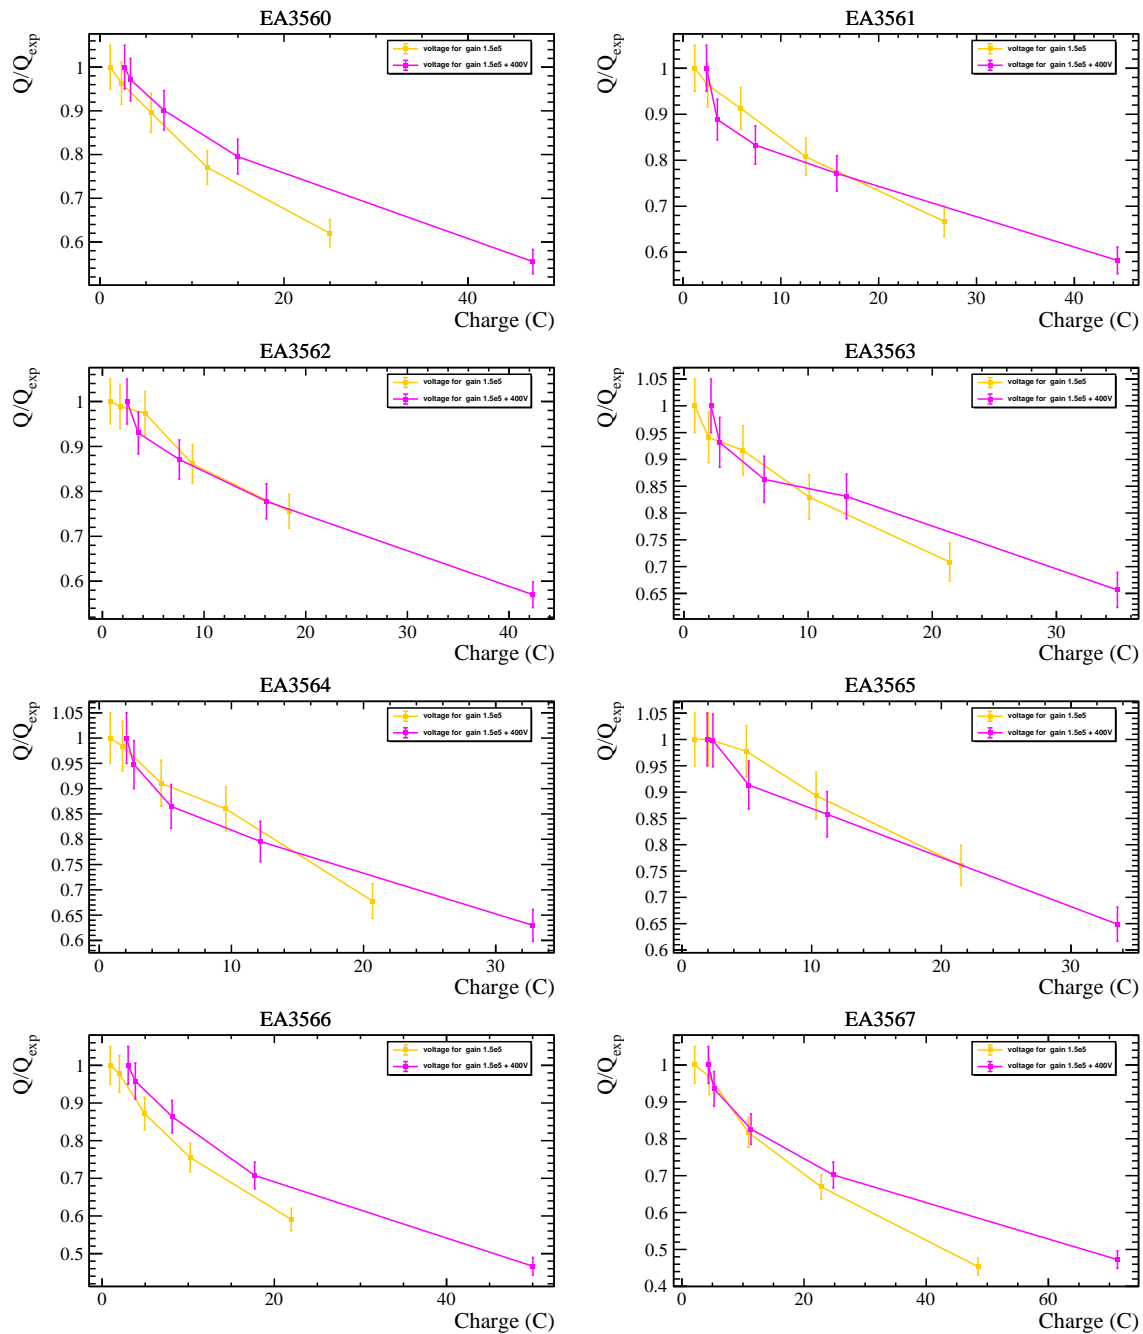 EA3560
Q/Q_exp
voltage for gain 1.5e5
voltage for gain 1.5e5 + 400V
1
0.9
0.8
0.7
0.6
0 20 40
Charge (C)
EA3561
Q/Q_exp
voltage for gain 1.5e5
voltage for gain 1.5e5 + 400V
1
0.9
0.8
0.7
0.6
0 10 20 30 40
Charge (C)
EA3562
Q/Q_exp
voltage for gain 1.5e5
voltage for gain 1.5e5 + 400V
1
0.9
0.8
0.7
0.6
0 10 20 30 40
Charge (C)
EA3563
Q/Q_exp
voltage for gain 1.5e5
voltage for gain 1.5e5 + 400V
1.05
1
0.95
0.9
0.85
0.8
0.75
0.7
0.65
0 10 20 30
Charge (C)
EA3564
Q/Q_exp
voltage for gain 1.5e5
voltage for gain 1.5e5 + 400V
1.05
1
0.95
0.9
0.85
0.8
0.75
0.7
0.65
0.6
0 10 20 30
Charge (C)
EA3565
Q/Q_exp
voltage for gain 1.5e5
voltage for gain 1.5e5 + 400V
1.05
1
0.95
0.9
0.85
0.8
0.75
0.7
0.65
0.6
0 10 20 30
Charge (C)
EA3566
Q/Q_exp
voltage for gain 1.5e5
voltage for gain 1.5e5 + 400V
1
0.9
0.8
0.7
0.6
0.5
0 20 40
Charge (C)
EA3567
Q/Q_exp
voltage for gain 1.5e5
voltage for gain 1.5e5 + 400V
1
0.9
0.8
0.7
0.6
0.5
0.4
0 20 40 60
Charge (C)